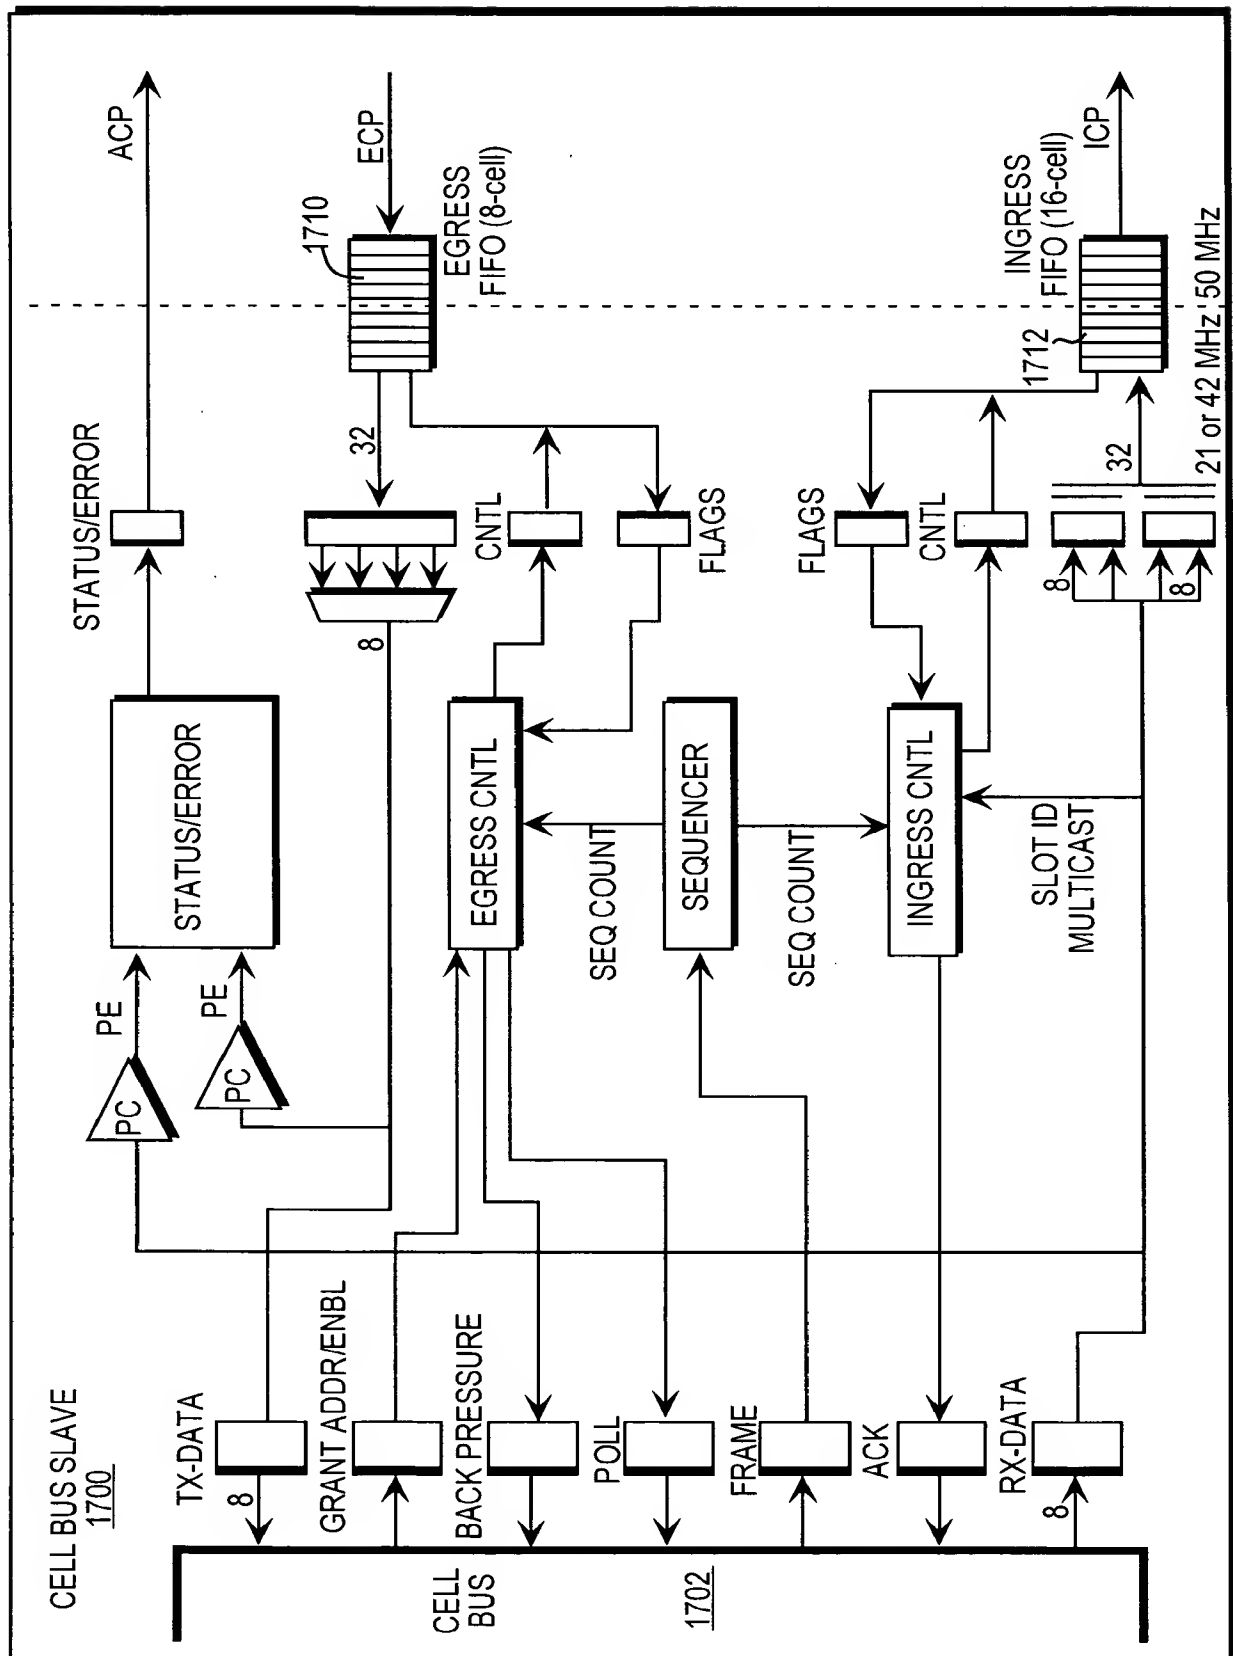 CELL BUS SLAVE
1700
CELL
BUS
1702
TX-DATA
8
GRANT ADDR/ENBL
BACK PRESSURE
POLL
FRAME
ACK
RX-DATA
8
PC
PE
PC
PE
STATUS/ERROR
STATUS/ERROR
ACP
8
32
1710
ECP
EGRESS
FIFO (8-cell)
EGRESS CNTL
CNTL
FLAGS
SEQ COUNT
SEQUENCER
SEQ COUNT
INGRESS CNTL
FLAGS
CNTL
SLOT ID
MULTICAST
8
8
32
1712
INGRESS
FIFO (16-cell)
ICP
21 or 42 MHz
50 MHz